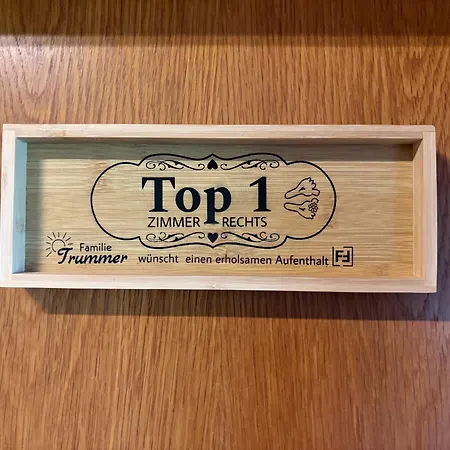 Top 1
ZIMMER RECHTS
Familie
Trummer wünscht einen erholsamen Aufenthalt